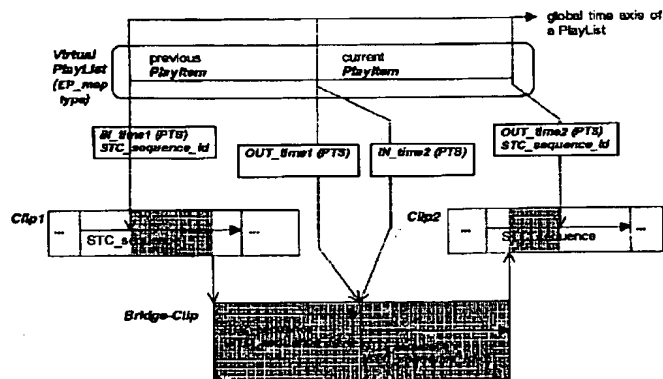 global time axis of
a PlayList
Virtual
PlayList
(EP_map
type)
previous
PlayItem
current
PlayItem
IN_time1 (PTS)
STC_sequence_id
OUT_time1 (PTS)
IN_time2 (PTS)
OUT_time2 (PTS)
STC_sequence_id
Clip1
...
STC_sequence
...
Clip2
...
STC_sequence
...
Bridge-Clip